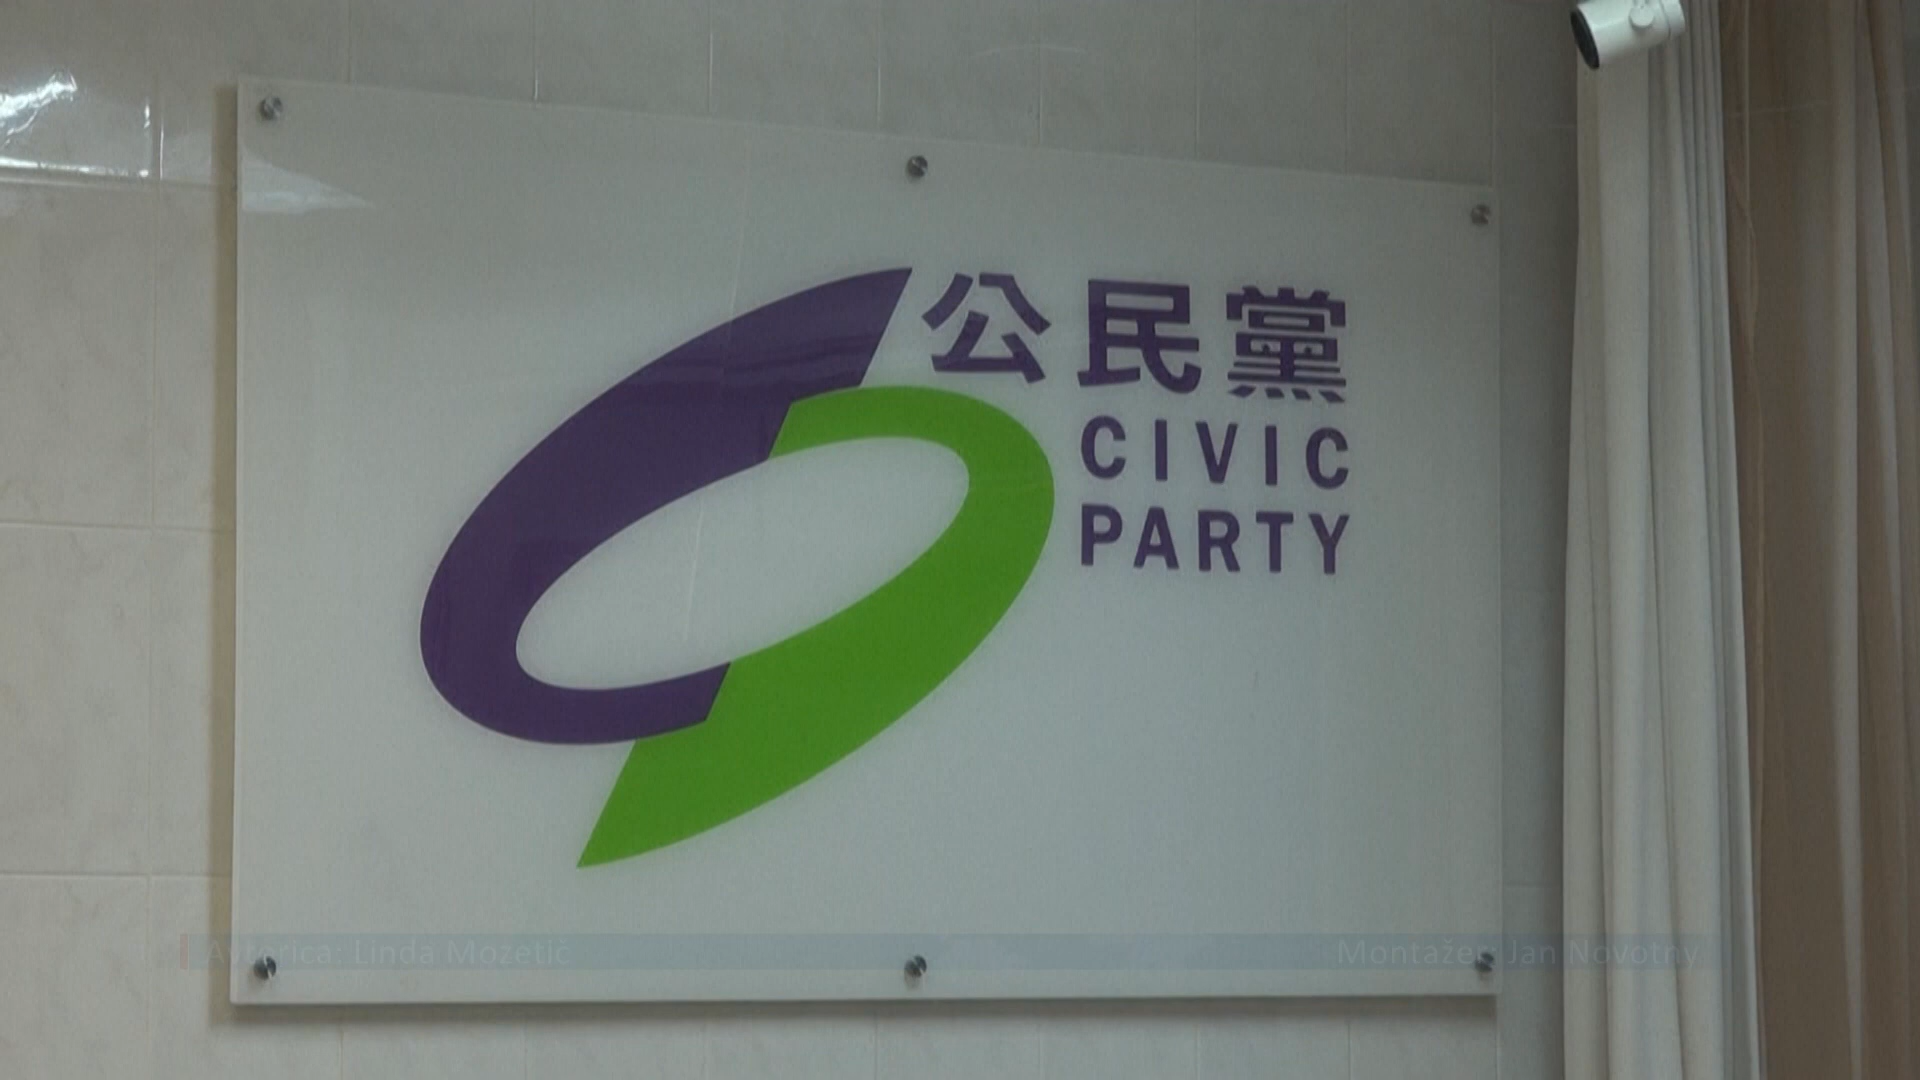 公民黨
CIVIC
PARTY
Avtorica: Linda Mozetič
Montažer: Jan Novotny